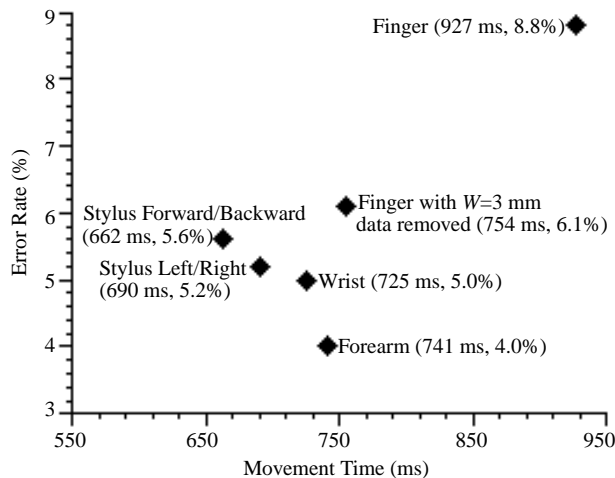 9
Finger (927 ms, 8.8%)
8
7
Error Rate (%)
6
Stylus Forward/Backward
(662 ms, 5.6%)
Finger with W=3 mm
data removed (754 ms, 6.1%)
5
Stylus Left/Right
(690 ms, 5.2%)
Wrist (725 ms, 5.0%)
4
Forearm (741 ms, 4.0%)
3
550
650
750
850
950
Movement Time (ms)